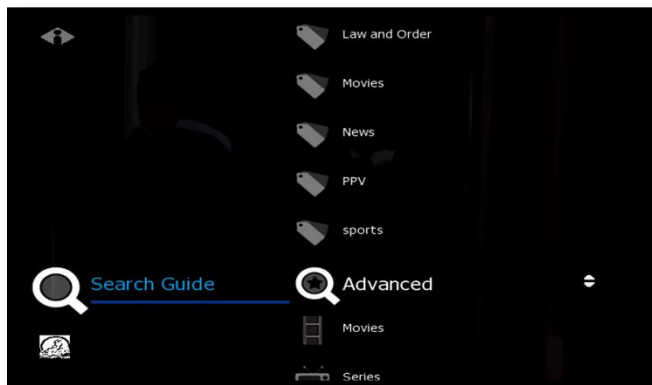 Law and Order
Movies
News
PPV
sports
Search Guide
Advanced
Movies
Series